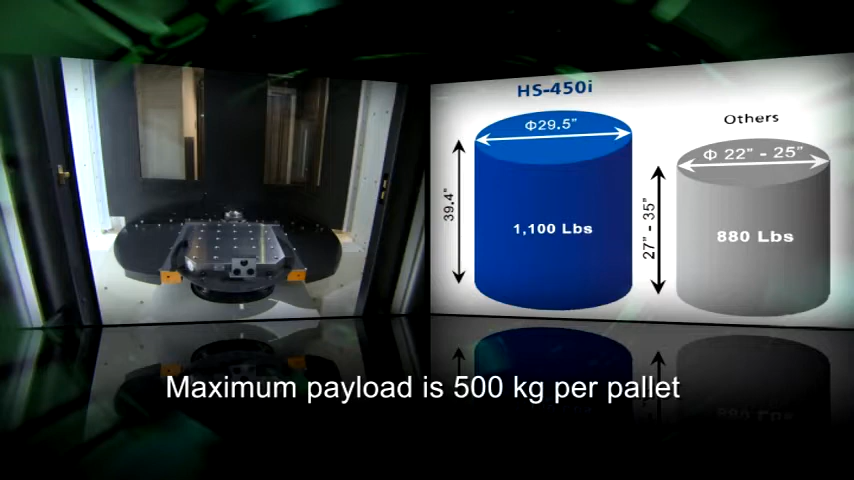 HS-450i
Φ29.5"
39.4"
1,100 Lbs
Others
Φ 22" - 25"
27" - 35"
880 Lbs
Maximum payload is 500 kg per pallet